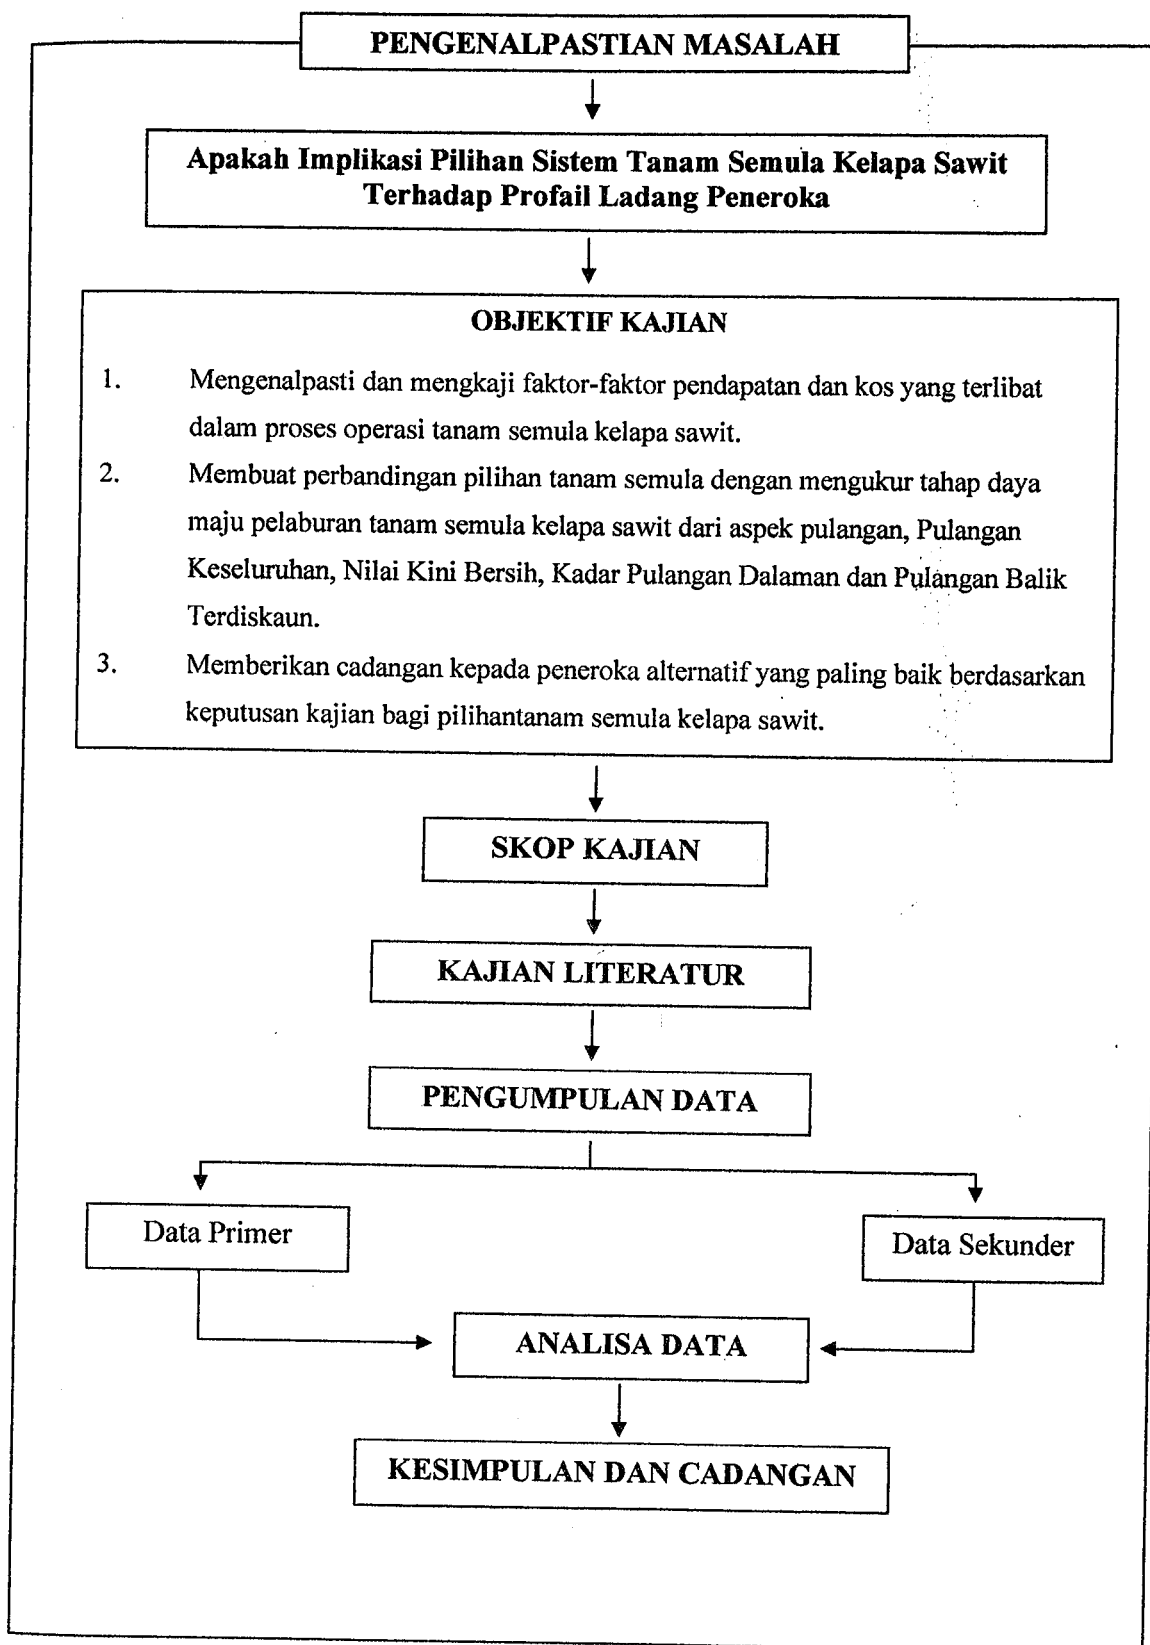 PENGENALPASTIAN MASALAH
Apakah Implikasi Pilihan Sistem Tanam Semula Kelapa Sawit
Terhadap Profail Ladang Peneroka
OBJEKTIF KAJIAN
1. Mengenalpasti dan mengkaji faktor-faktor pendapatan dan kos yang terlibat
dalam proses operasi tanam semula kelapa sawit.
2. Membuat perbandingan pilihan tanam semula dengan mengukur tahap daya
maju pelaburan tanam semula kelapa sawit dari aspek pulangan, Pulangan
Keseluruhan, Nilai Kini Bersih, Kadar Pulangan Dalaman dan Pulangan Balik
Terdiskaun.
3. Memberikan cadangan kepada peneroka alternatif yang paling baik berdasarkan
keputusan kajian bagi pilihantanam semula kelapa sawit.
SKOP KAJIAN
KAJIAN LITERATUR
PENGUMPULAN DATA
Data Primer
Data Sekunder
ANALISA DATA
KESIMPULAN DAN CADANGAN